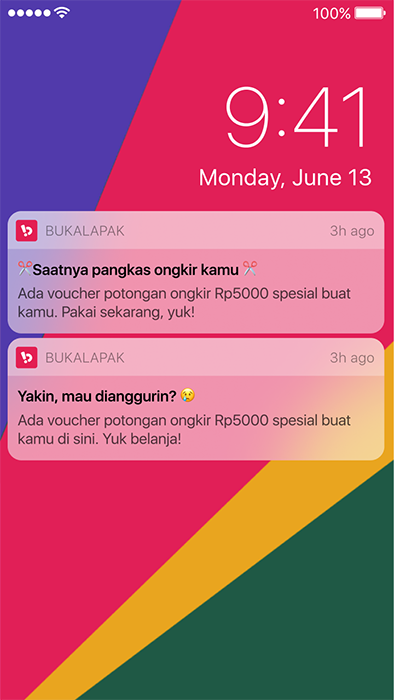 100%
9:41
Monday, June 13
BUKALAPAK 3h ago
✂️Saatnya pangkas ongkir kamu ✂️
Ada voucher potongan ongkir Rp5000 spesial buat
kamu. Pakai sekarang, yuk!
BUKALAPAK 3h ago
Yakin, mau dianggurin? 😢
Ada voucher potongan ongkir Rp5000 spesial buat
kamu di sini. Yuk belanja!